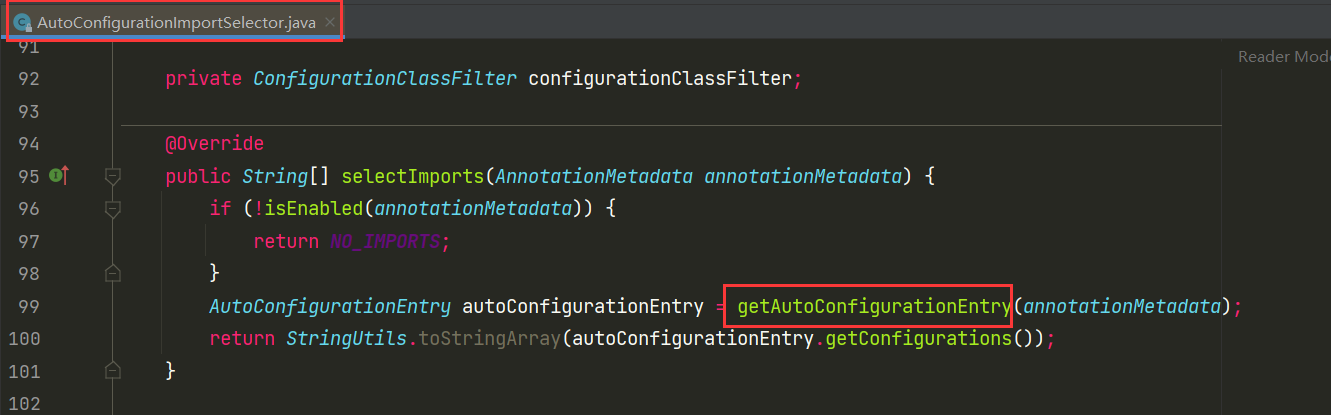 AutoConfigurationImportSelector.java ×
Reader Mode
91
92 private ConfigurationClassFilter configurationClassFilter;
93
94 @Override
95 public String[] selectImports(AnnotationMetadata annotationMetadata) {
96 if (!isEnabled(annotationMetadata)) {
97 return NO_IMPORTS;
98 }
99 AutoConfigurationEntry autoConfigurationEntry = getAutoConfigurationEntry(annotationMetadata);
100 return StringUtils.toStringArray(autoConfigurationEntry.getConfigurations());
101 }
102